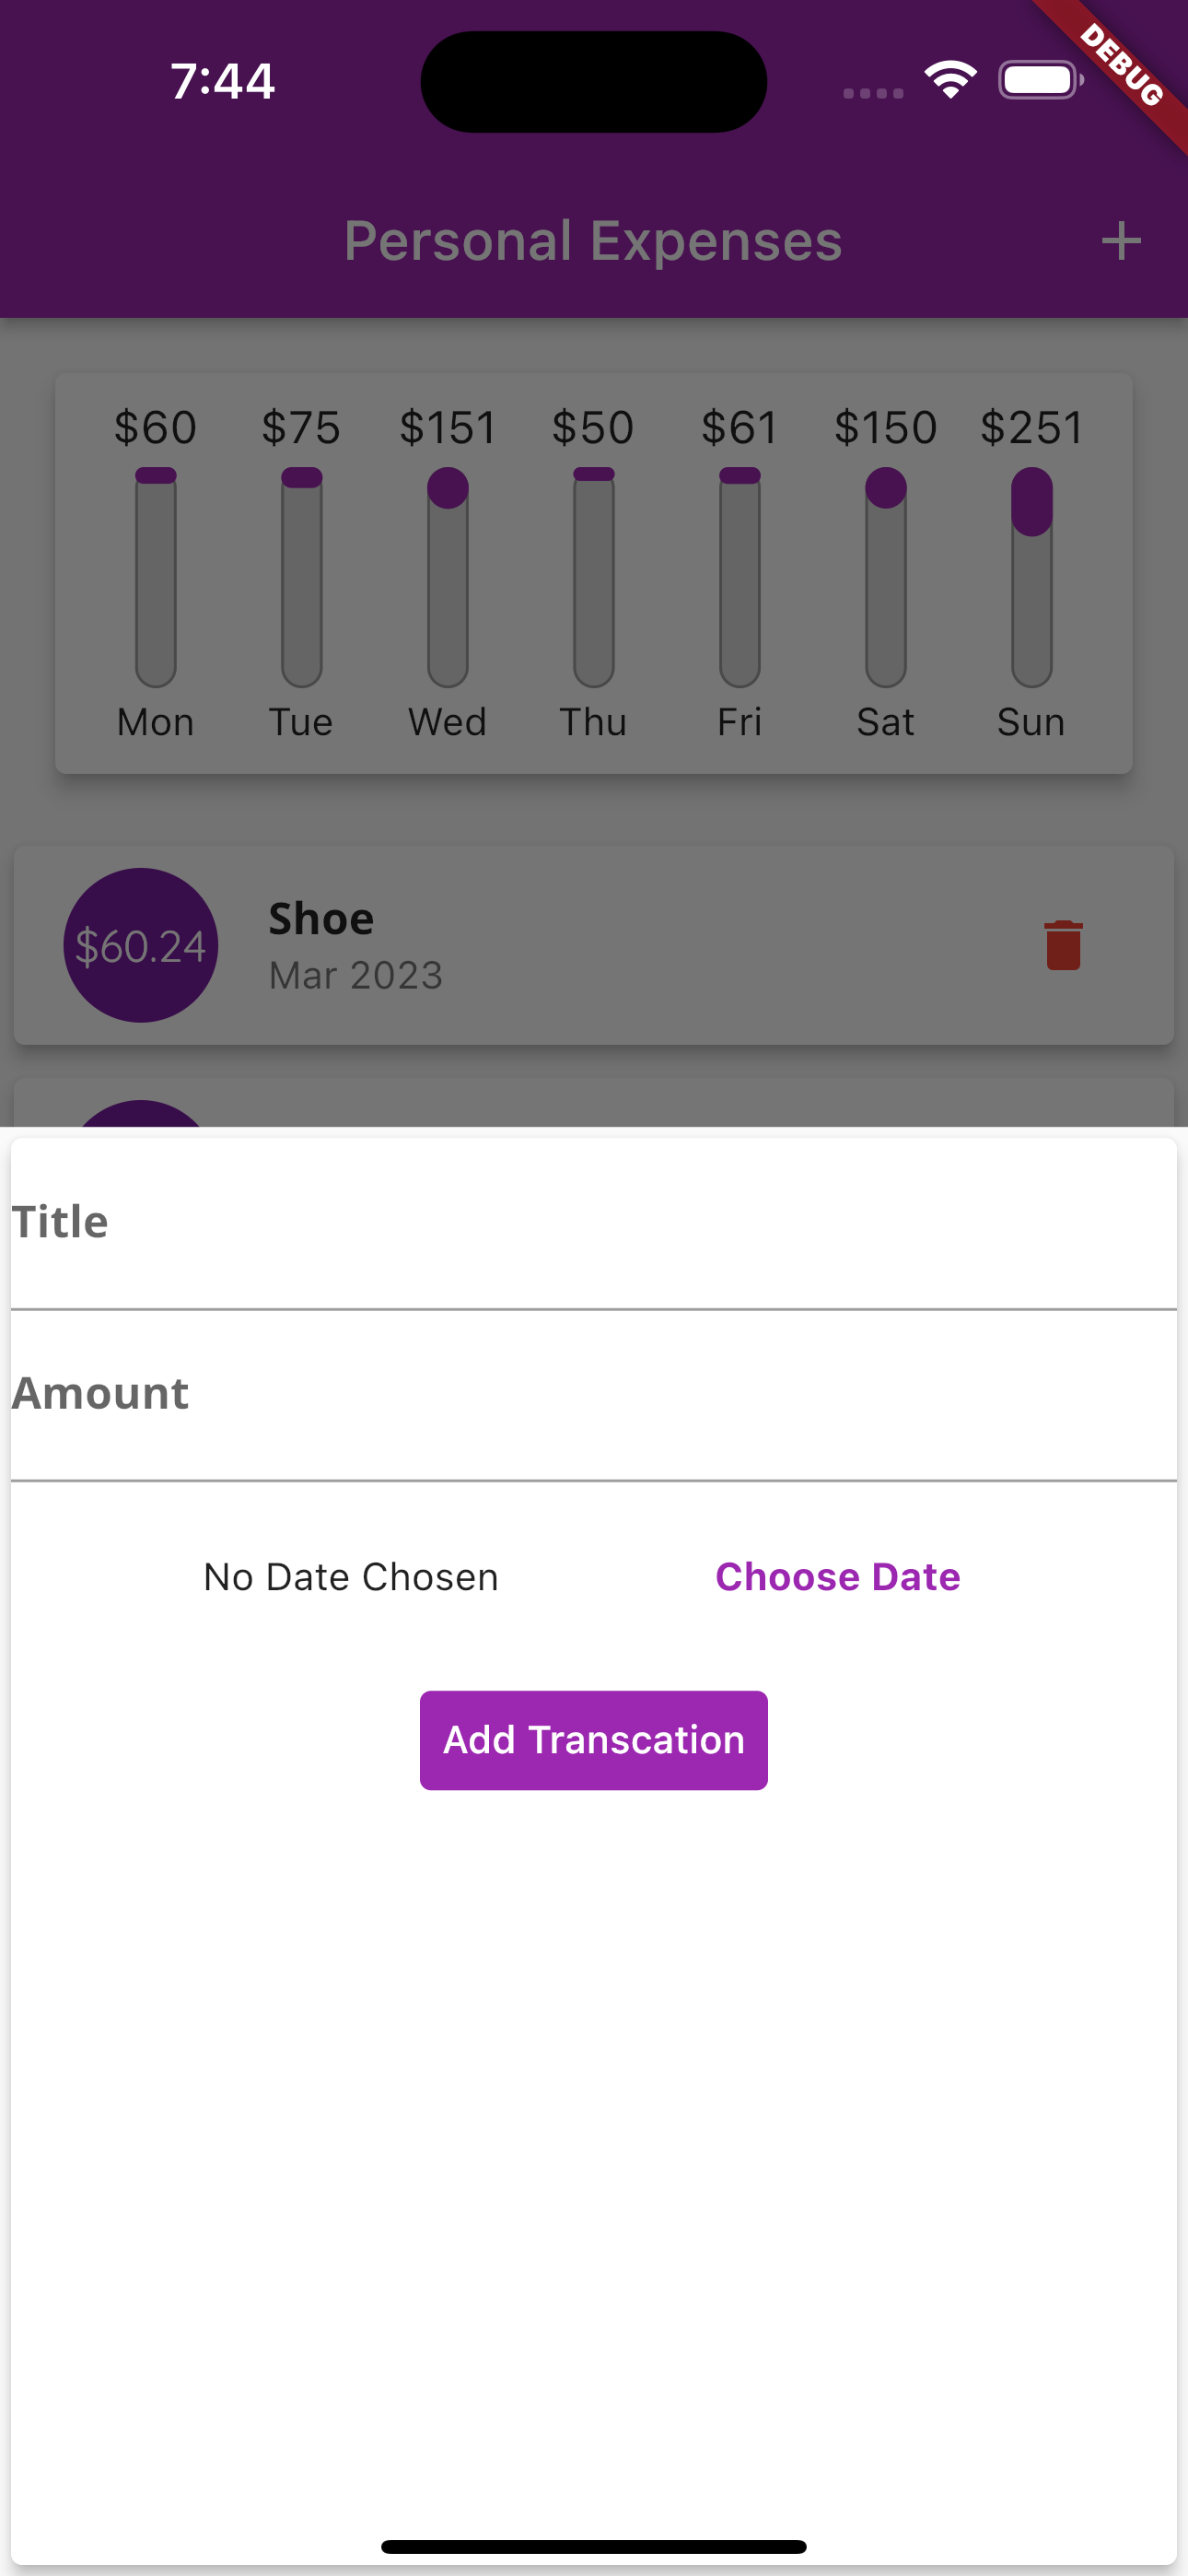 7:44
DEBUG
Personal Expenses +
$60 $75 $151 $50 $61 $150 $251
Mon Tue Wed Thu Fri Sat Sun
$60.24
Shoe
Mar 2023
Title
Amount
No Date Chosen Choose Date
Add Transcation